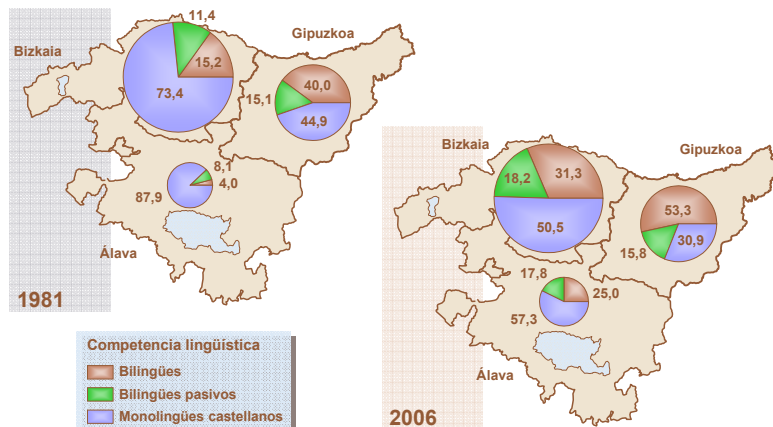 11,4
Gipuzkoa
Bizkaia
15,2
40,0
73,4
15,1
44,9
8,1
4,0
87,9
Álava
1981
Bizkaia
Gipuzkoa
18,2
31,3
50,5
53,3
15,8
30,9
17,8
25,0
57,3
Álava
2006
Competencia lingüística
Bilingües
Bilingües pasivos
Monolingües castellanos